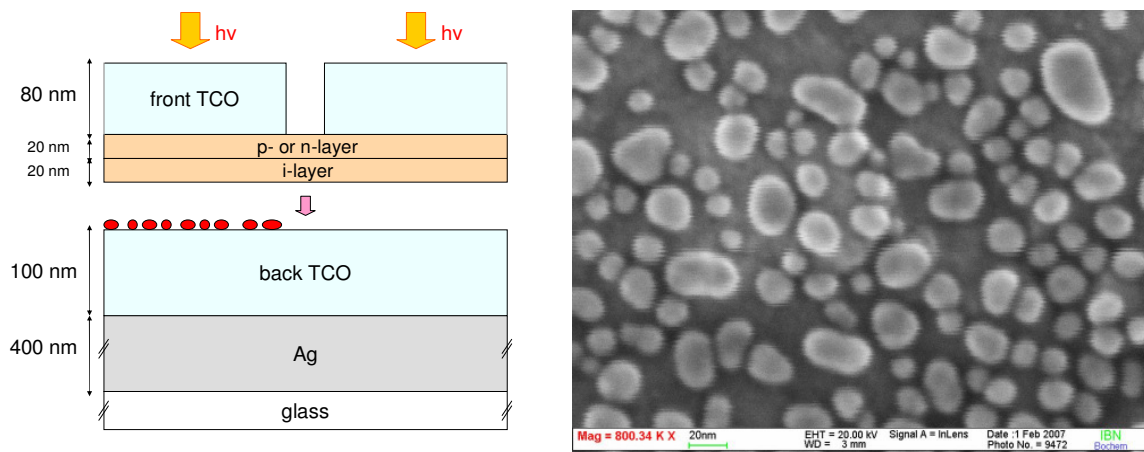 hν
hν
80 nm
front TCO
20 nm
p- or n-layer
20 nm
i-layer
100 nm
back TCO
400 nm
Ag
glass
Mag = 800.34 K X
20nm
EHT = 20.00 kV
Signal A = InLens
Date :1 Feb 2007
IBN
WD = 3 mm
Photo No. = 9472
Bochem